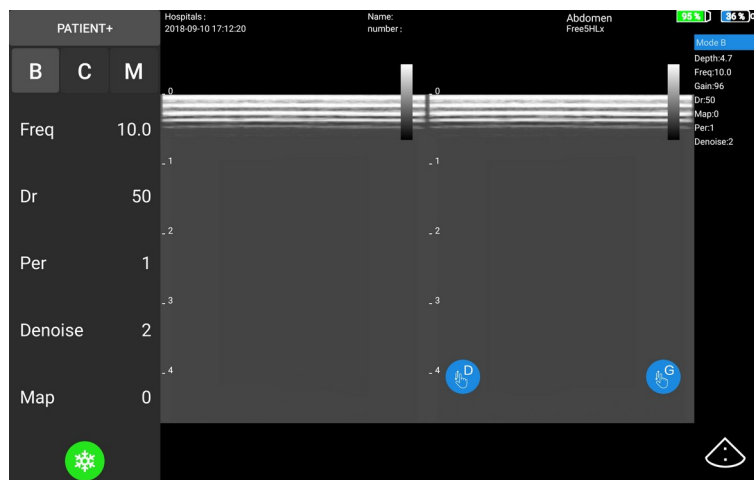 PATIENT+
B C M
Freq 10.0
Dr 50
Per 1
Denoise 2
Map 0
Hospitals :
2018-09-10 17:12:20
Name:
number :
Abdomen
Free5HLx
95 %
36 %
Mode B
Depth:4.7
Freq:10.0
Gain:96
Dr:50
Map:0
Per:1
Denoise:2
0
1
2
3
4
0
1
2
3
4
D
G